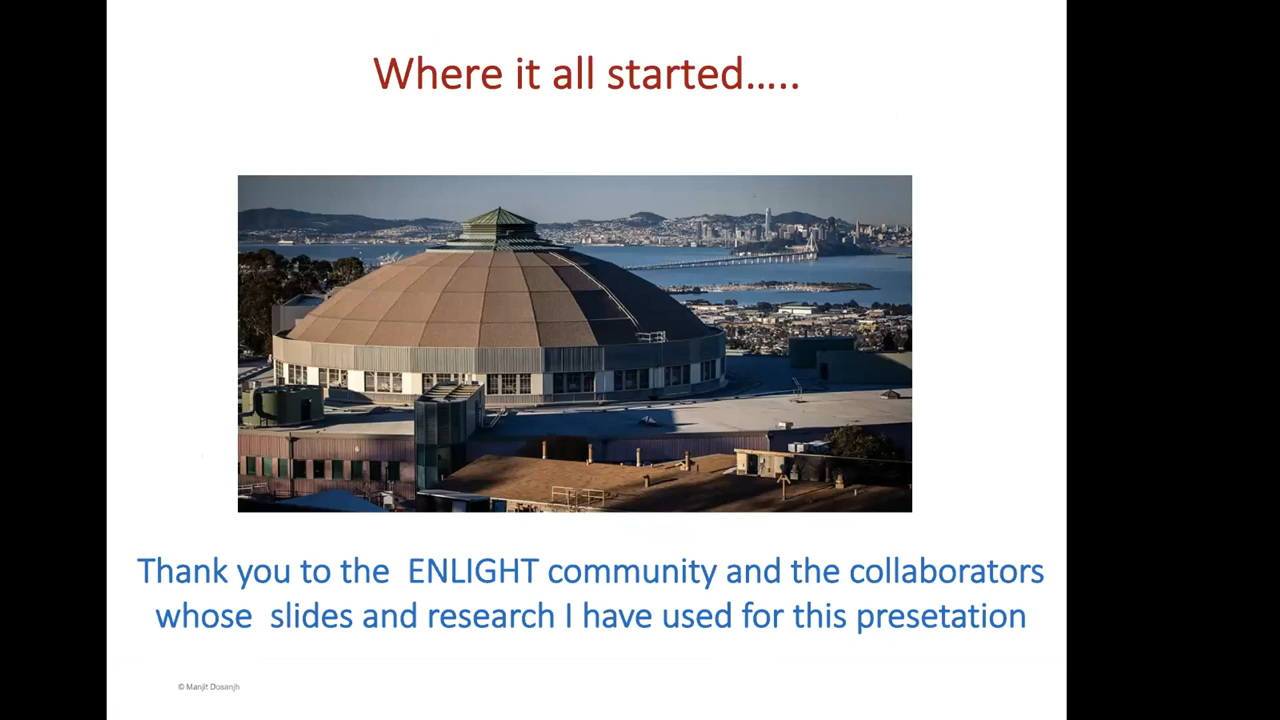 Where it all started.....
Thank you to the ENLIGHT community and the collaborators
whose slides and research I have used for this presetation
© Manjit Dosanjh